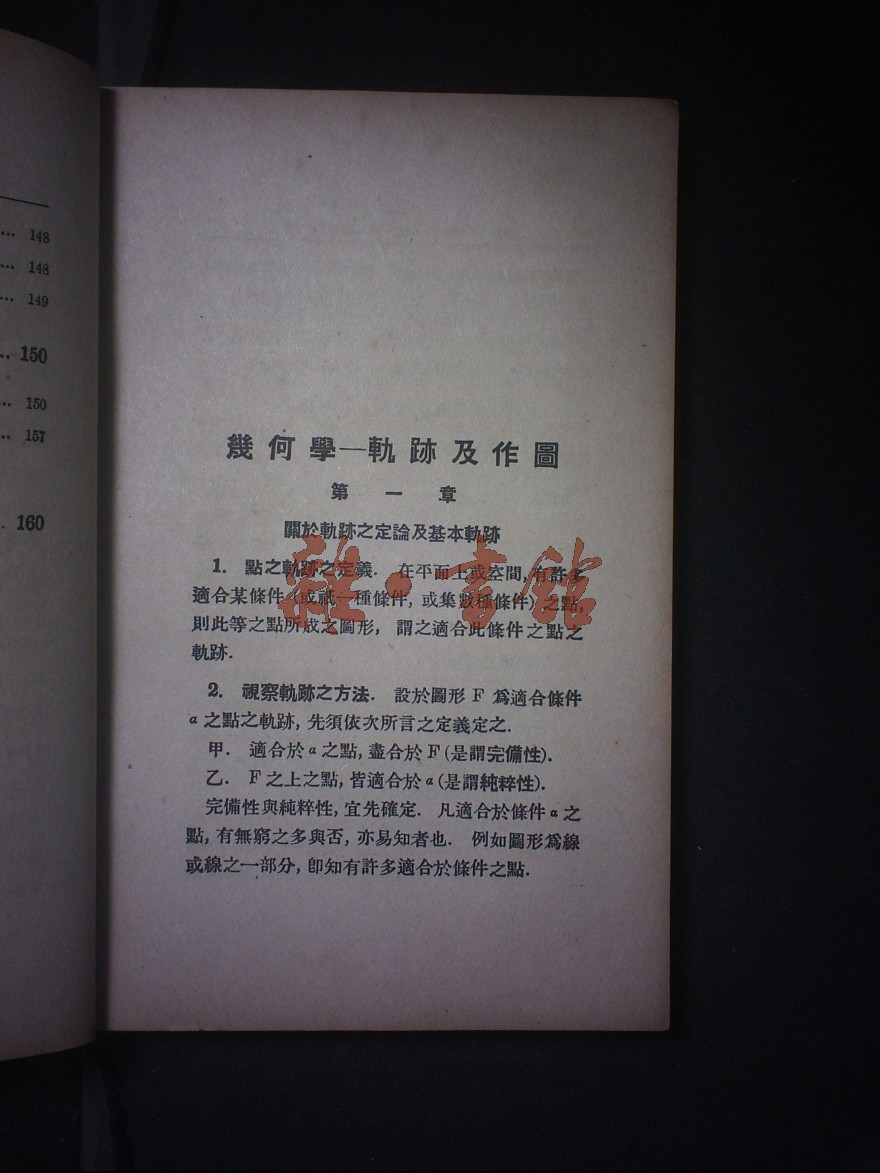 … 148
… 148
… 149
.. 150
.. 150
.. 157
. 160
幾何學—軌跡及作圖
第一章
關於軌跡之定論及基本軌跡
1. 點之軌跡之定義. 在平面上或空間, 有許多
適合某條件 (或祇一種條件, 或集數種條件) 之點,
則此等之點所成之圖形, 謂之適合此條件之點之
軌跡.
2. 視察軌跡之方法. 設於圖形 F 爲適合條件
α 之點之軌跡, 先須依次所言之定義定之.
甲. 適合於 α 之點, 盡合於 F (是謂完備性).
乙. F 之上之點, 皆適合於 α (是謂純粹性).
完備性與純粹性, 宜先確定. 凡適合於條件 α 之
點, 有無窮之多與否, 亦易知者也. 例如圖形爲線
或線之一部分, 卽知有許多適合於條件之點.
雜·書館